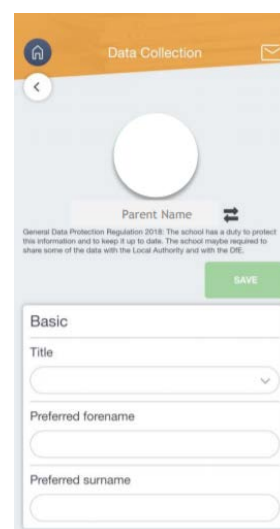 Data Collection
Parent Name
General Data Protection Regulation 2018: The school has a duty to protect
this information and to keep it up to date. The school maybe required to
share some of the data with the Local Authority and with the DfE.
SAVE
Basic
Title
Preferred forename
Preferred surname